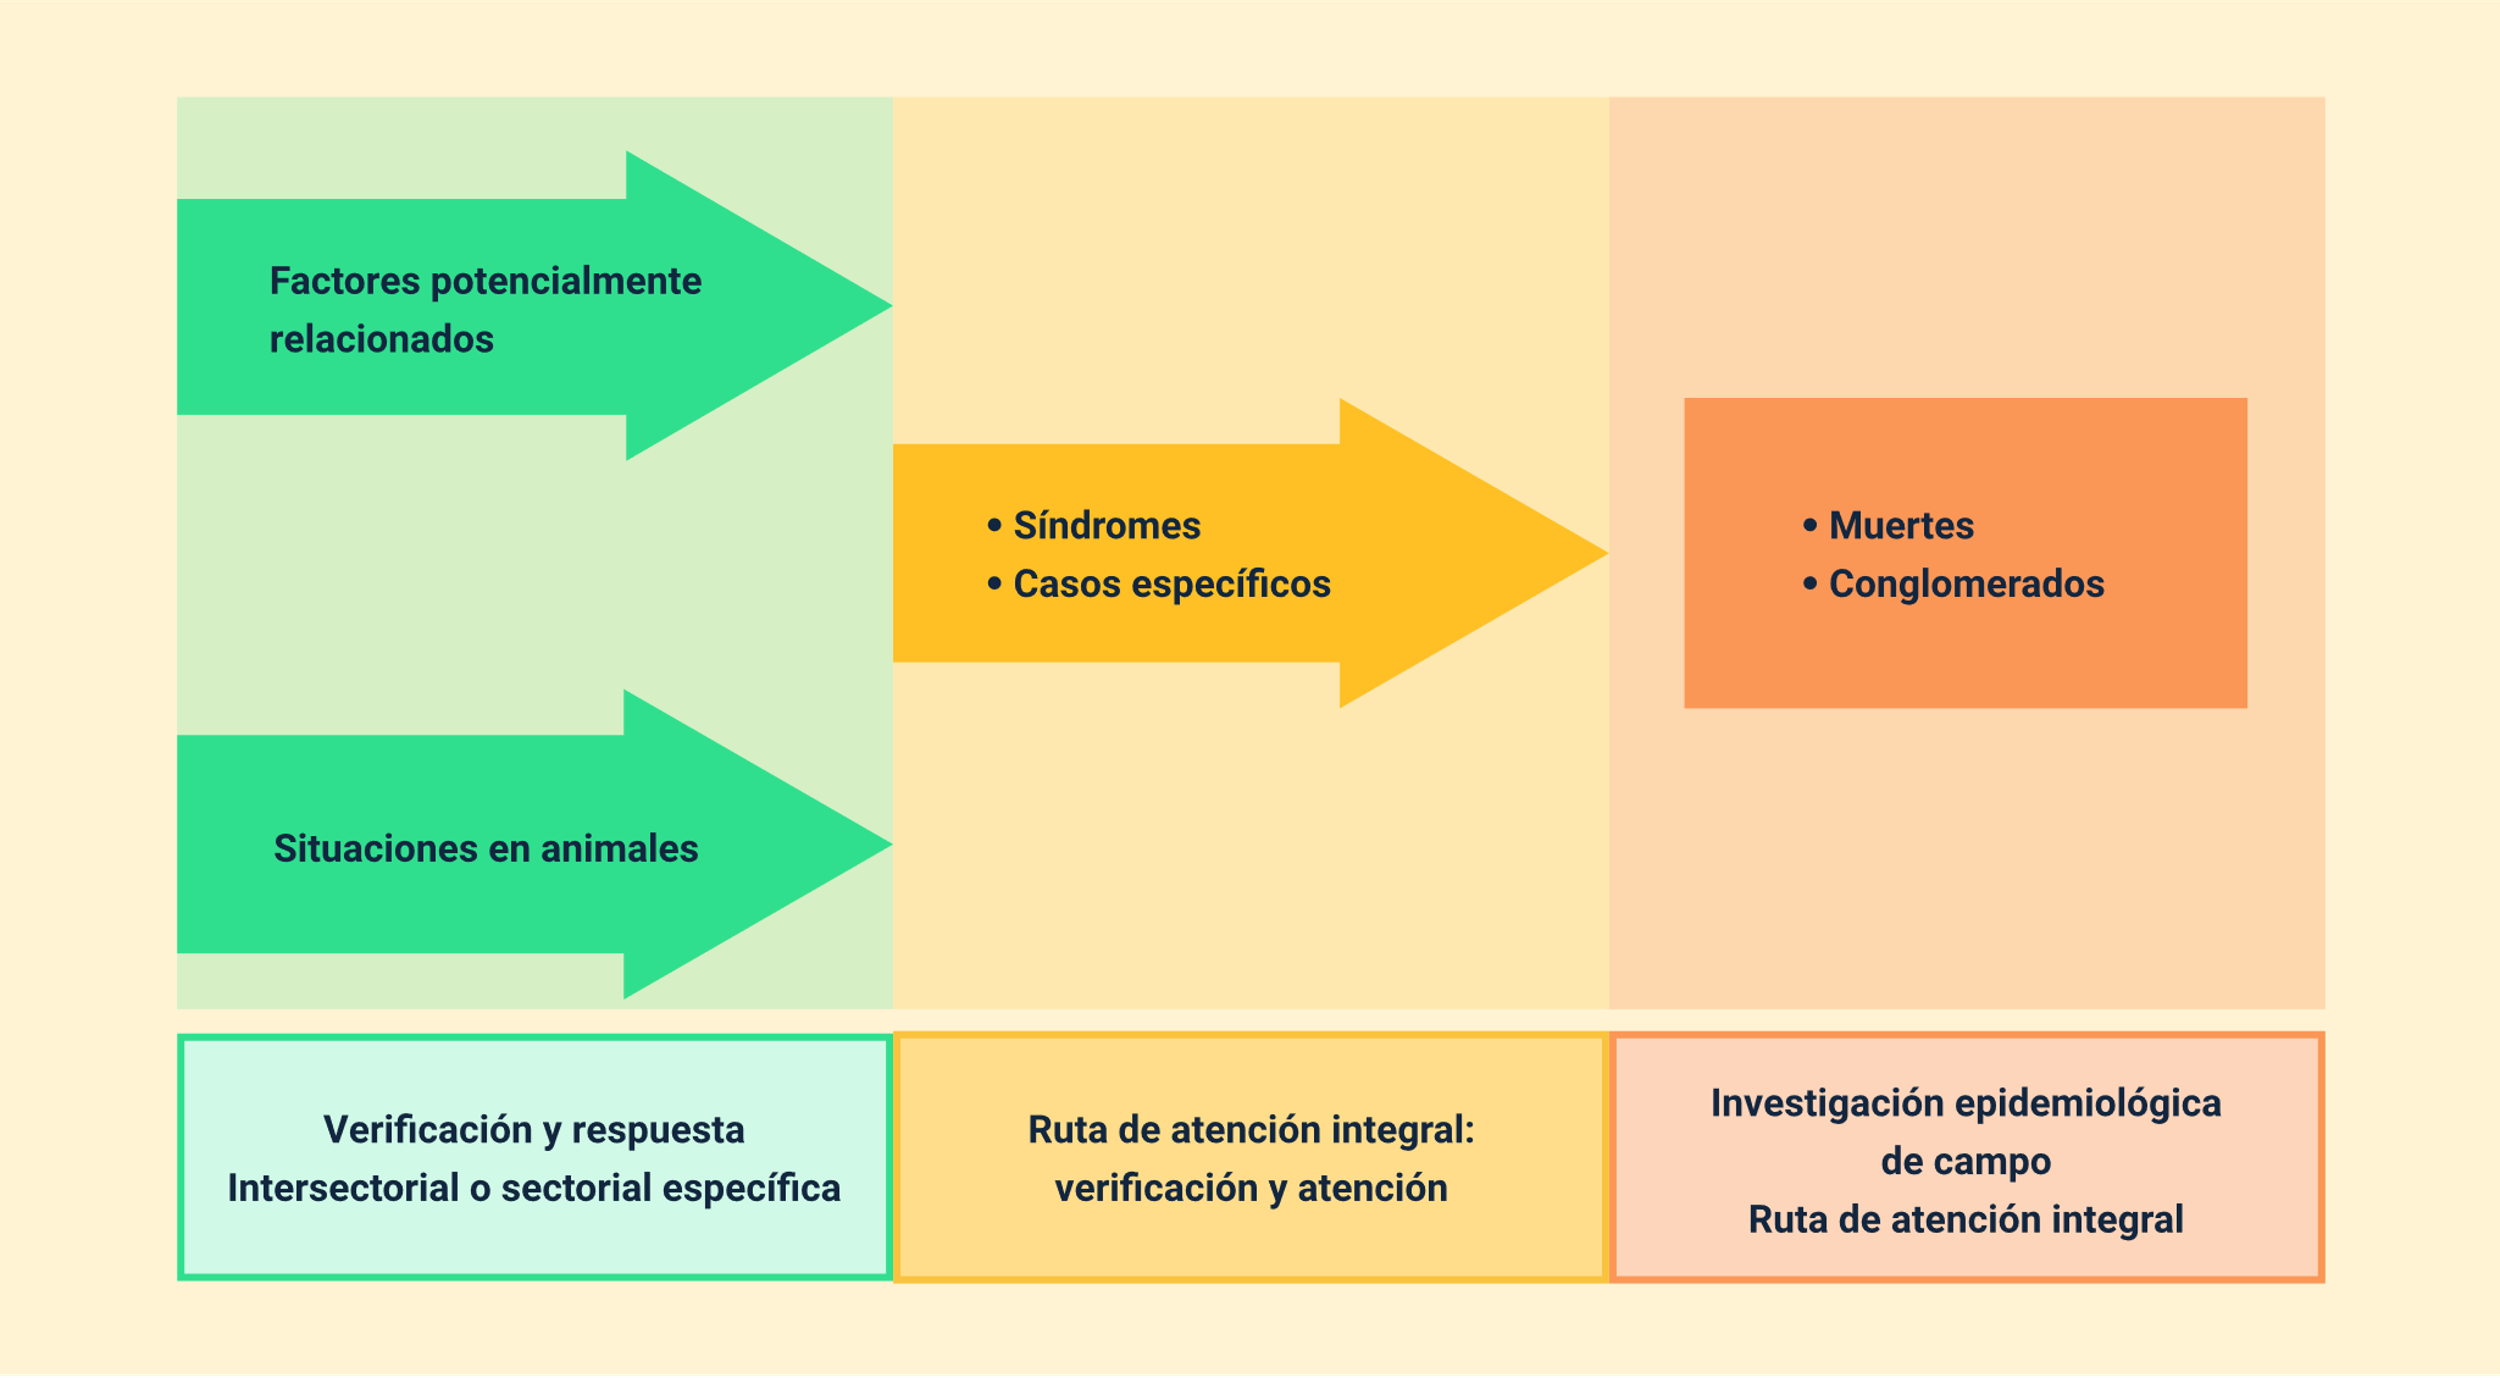 Factores potencialmente
relacionados
• Síndromes
• Casos específicos
• Muertes
• Conglomerados
Situaciones en animales
Verificación y respuesta
Intersectorial o sectorial específica
Ruta de atención integral:
verificación y atención
Investigación epidemiológica
de campo
Ruta de atención integral